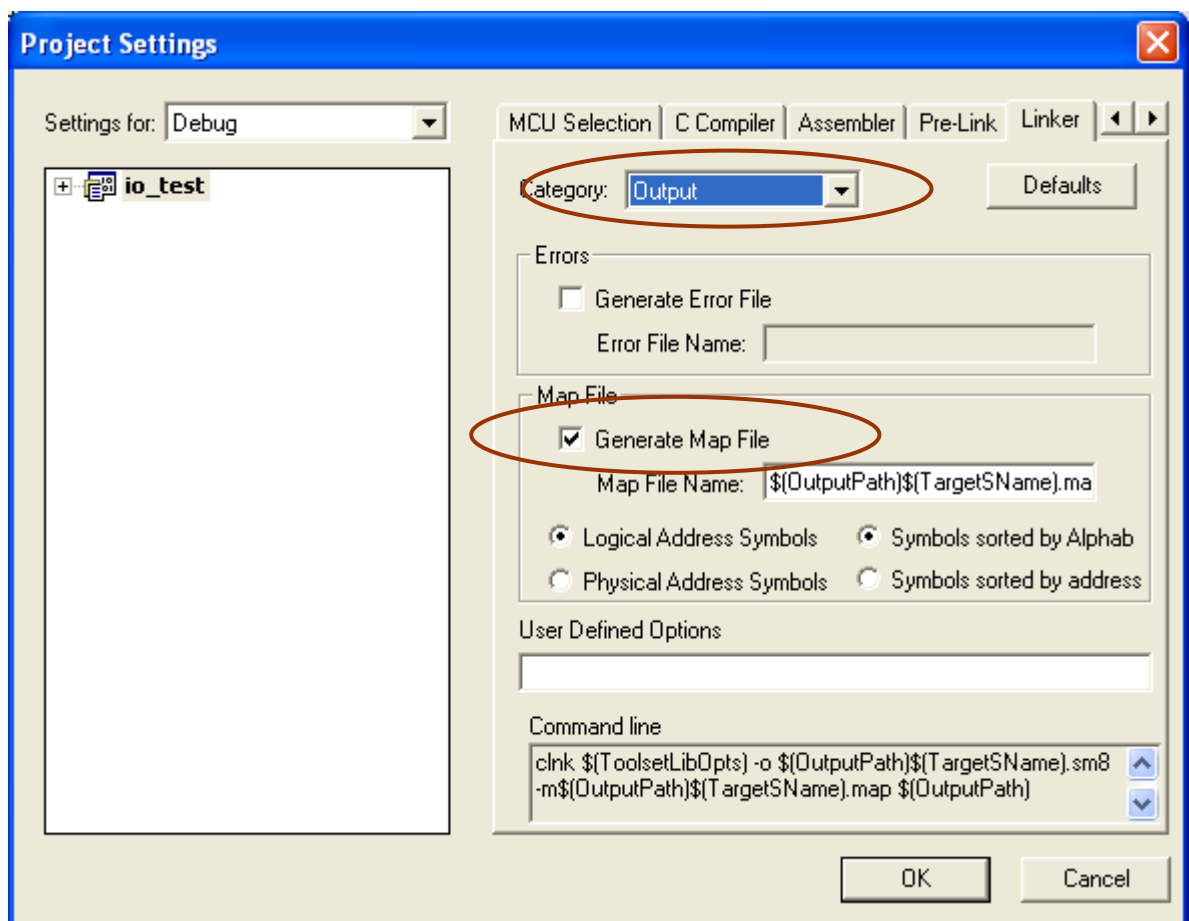 Project Settings
Settings for: Debug
io_test
MCU Selection C Compiler Assembler Pre-Link Linker
Category: Output
Defaults
Errors
Generate Error File
Error File Name:
Map File
Generate Map File
Map File Name: $(OutputPath)$(TargetSName).ma
Logical Address Symbols Symbols sorted by Alphab
Physical Address Symbols Symbols sorted by address
User Defined Options
Command line
clnk $(ToolsetLibOpts) -o $(OutputPath)$(TargetSName).sm8
-m$(OutputPath)$(TargetSName).map $(OutputPath)
OK Cancel